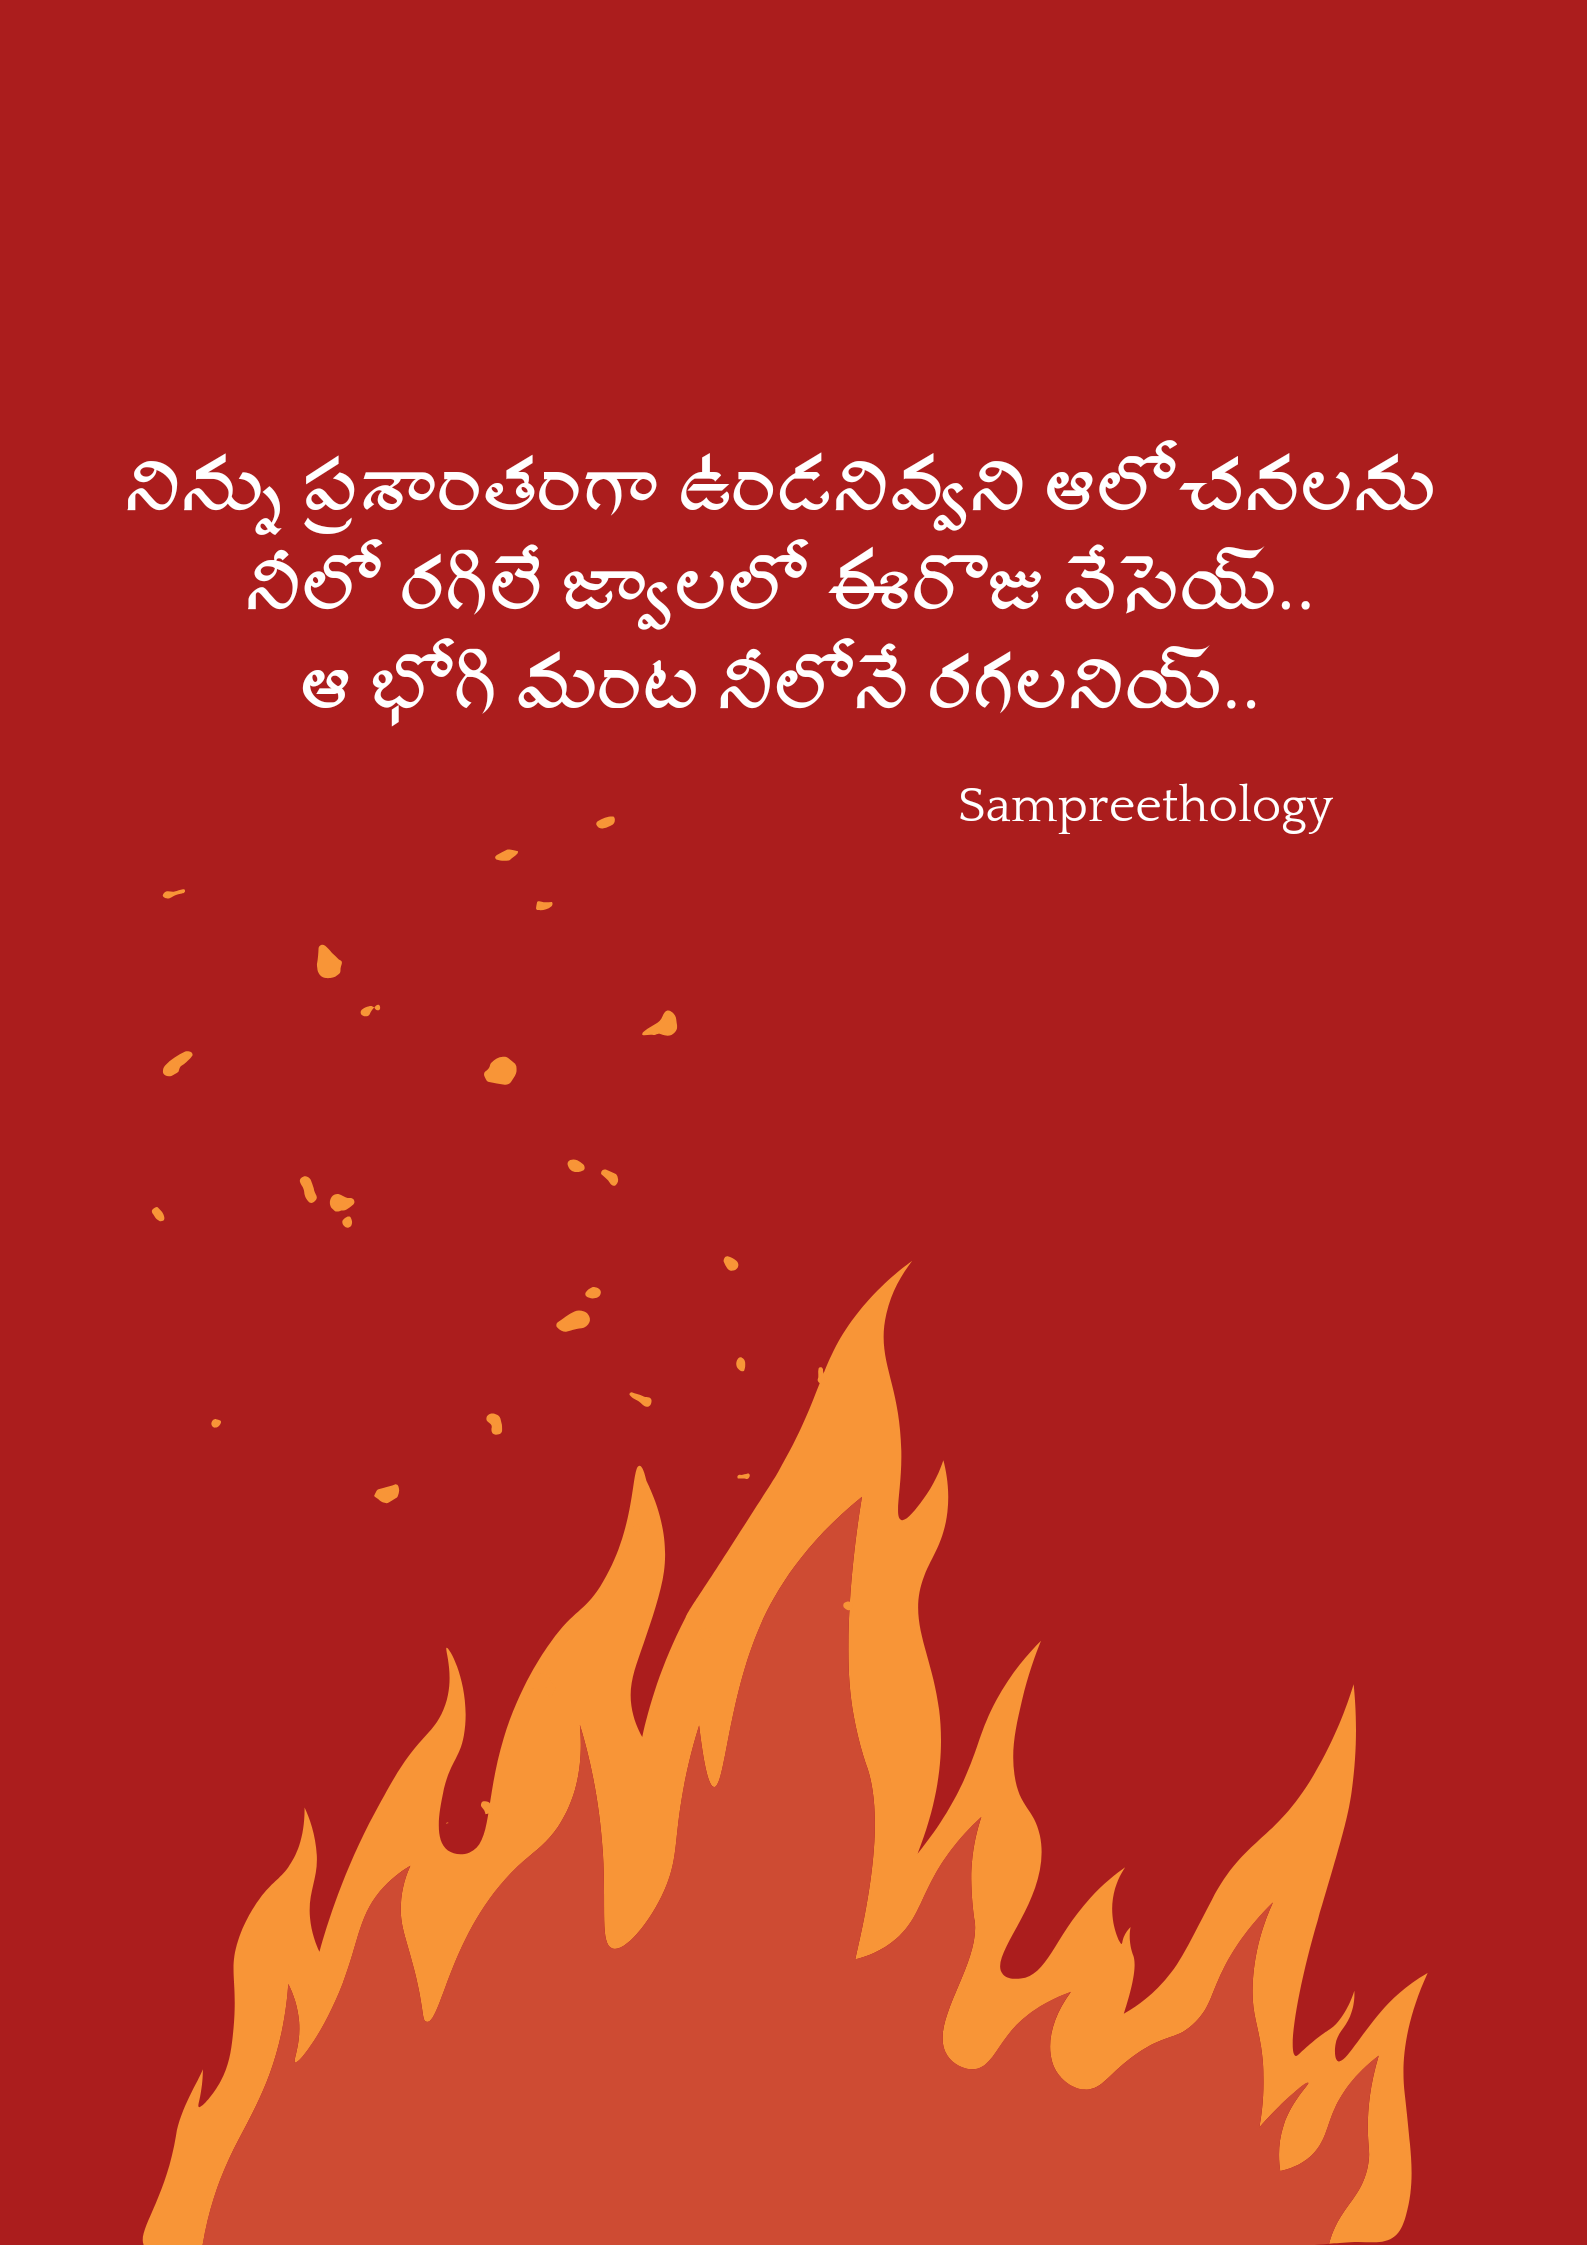 నిన్ను ప్రశాంతంగా ఉండనివ్వని ఆలోచనలను
నీలో రగిలే జ్వాలలో ఈరొజు వేసెయ్..
ఆ భోగి మంట నీలోనే రగలనియ్..
Sampreethology